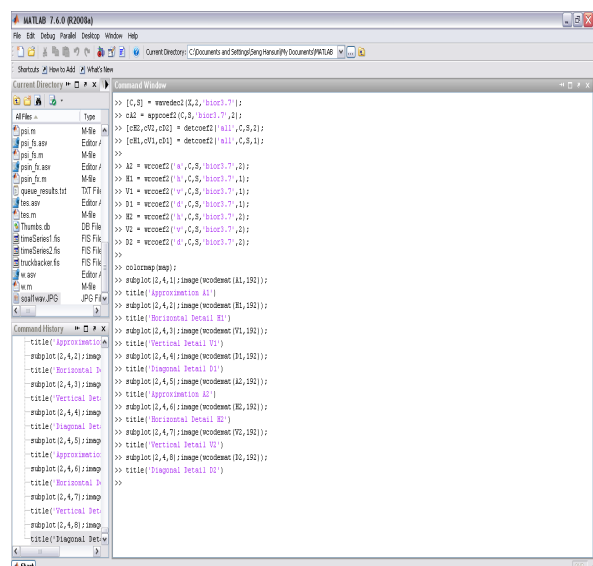 MATLAB 7.6.0 (R2008a)
File Edit Debug Parallel Desktop Window Help
Current Directory: C:\Documents and Settings\Seng Hansun\My Documents\MATLAB
Shortcuts How to Add What's New
Current Directory
All Files Type
psi.m M-file
psi_fs.asv Editor A
psi_fs.m M-file
psin_fx.asv Editor A
psin_fx.m M-file
queue_results.txt TXT File
tes.asv Editor A
tes.m M-file
Thumbs.db DB File
timeSeries1.fis FIS File
timeSeries2.fis FIS File
truckbacker.fis FIS File
w.asv Editor A
w.m M-file
soal1wav.JPG JPG Fil
Command History
title('Approximatio
subplot(2,4,2);image
title('Horizontal De
subplot(2,4,3);image
title('Vertical Deta
subplot(2,4,4);image
title('Diagonal Deta
subplot(2,4,5);image
title('Approximatio
subplot(2,4,6);image
title('Horizontal De
subplot(2,4,7);image
title('Vertical Deta
subplot(2,4,8);image
title('Diagonal Deta
Command Window
>> [C,S] = wavedec2(X,2,'bior3.7');
>> cA2 = appcoef2(C,S,'bior3.7',2);
>> [cH2,cV2,cD2] = detcoef2('all',C,S,2);
>> [cH1,cV1,cD1] = detcoef2('all',C,S,1);
>>
>> A2 = wrcoef2('a',C,S,'bior3.7',2);
>> H1 = wrcoef2('h',C,S,'bior3.7',1);
>> V1 = wrcoef2('v',C,S,'bior3.7',1);
>> D1 = wrcoef2('d',C,S,'bior3.7',1);
>> H2 = wrcoef2('h',C,S,'bior3.7',2);
>> V2 = wrcoef2('v',C,S,'bior3.7',2);
>> D2 = wrcoef2('d',C,S,'bior3.7',2);
>>
>> colormap(map);
>> subplot(2,4,1);image(wcodemat(A1,192));
>> title('Approximation A1')
>> subplot(2,4,2);image(wcodemat(H1,192));
>> title('Horizontal Detail H1')
>> subplot(2,4,3);image(wcodemat(V1,192));
>> title('Vertical Detail V1')
>> subplot(2,4,4);image(wcodemat(D1,192));
>> title('Diagonal Detail D1')
>> subplot(2,4,5);image(wcodemat(A2,192));
>> title('Approximation A2')
>> subplot(2,4,6);image(wcodemat(H2,192));
>> title('Horizontal Detail H2')
>> subplot(2,4,7);image(wcodemat(V2,192));
>> title('Vertical Detail V2')
>> subplot(2,4,8);image(wcodemat(D2,192));
>> title('Diagonal Detail D2')
>>
Start